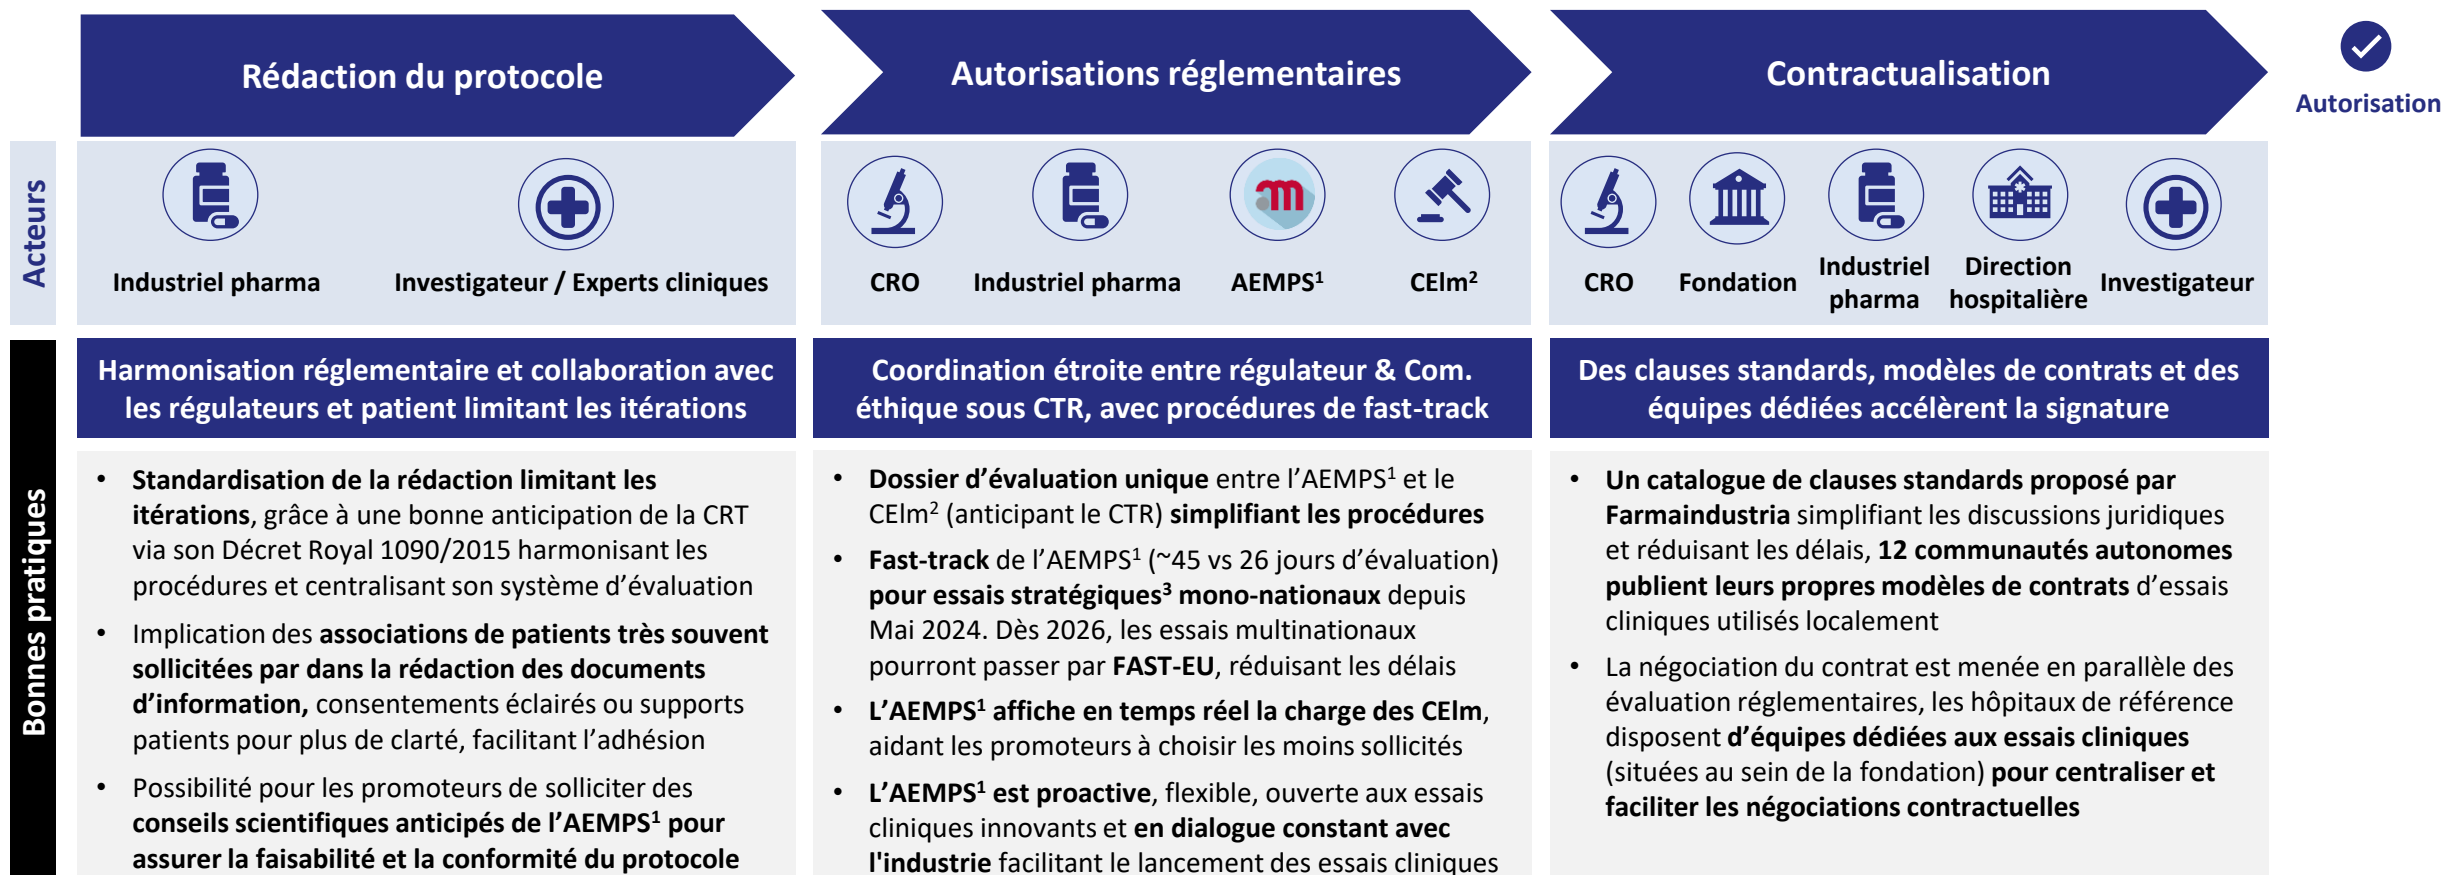 Rédaction du protocole
Autorisations réglementaires
Contractualisation
Autorisation
Acteurs
Industriel pharma
Investigateur / Experts cliniques
CRO
Industriel pharma
AEMPS¹
CElm²
CRO
Fondation
Industriel
pharma
Direction
hospitalière
Investigateur
Bonnes pratiques
Harmonisation réglementaire et collaboration avec
les régulateurs et patient limitant les itérations
• Standardisation de la rédaction limitant les
itérations, grâce à une bonne anticipation de la CRT
via son Décret Royal 1090/2015 harmonisant les
procédures et centralisant son système d'évaluation
• Implication des associations de patients très souvent
sollicitées par dans la rédaction des documents
d'information, consentements éclairés ou supports
patients pour plus de clarté, facilitant l'adhésion
• Possibilité pour les promoteurs de solliciter des
conseils scientifiques anticipés de l'AEMPS¹ pour
assurer la faisabilité et la conformité du protocole
Coordination étroite entre régulateur & Com.
éthique sous CTR, avec procédures de fast-track
• Dossier d'évaluation unique entre l'AEMPS¹ et le
CElm² (anticipant le CTR) simplifiant les procédures
• Fast-track de l'AEMPS¹ (~45 vs 26 jours d'évaluation)
pour essais stratégiques³ mono-nationaux depuis
Mai 2024. Dès 2026, les essais multinationaux
pourront passer par FAST-EU, réduisant les délais
• L'AEMPS¹ affiche en temps réel la charge des CElm,
aidant les promoteurs à choisir les moins sollicités
• L'AEMPS¹ est proactive, flexible, ouverte aux essais
cliniques innovants et en dialogue constant avec
l'industrie facilitant le lancement des essais cliniques
Des clauses standards, modèles de contrats et des
équipes dédiées accélèrent la signature
• Un catalogue de clauses standards proposé par
Farmaindustria simplifiant les discussions juridiques
et réduisant les délais, 12 communautés autonomes
publient leurs propres modèles de contrats d'essais
cliniques utilisés localement
• La négociation du contrat est menée en parallèle des
évaluation réglementaires, les hôpitaux de référence
disposent d'équipes dédiées aux essais cliniques
(situées au sein de la fondation) pour centraliser et
faciliter les négociations contractuelles